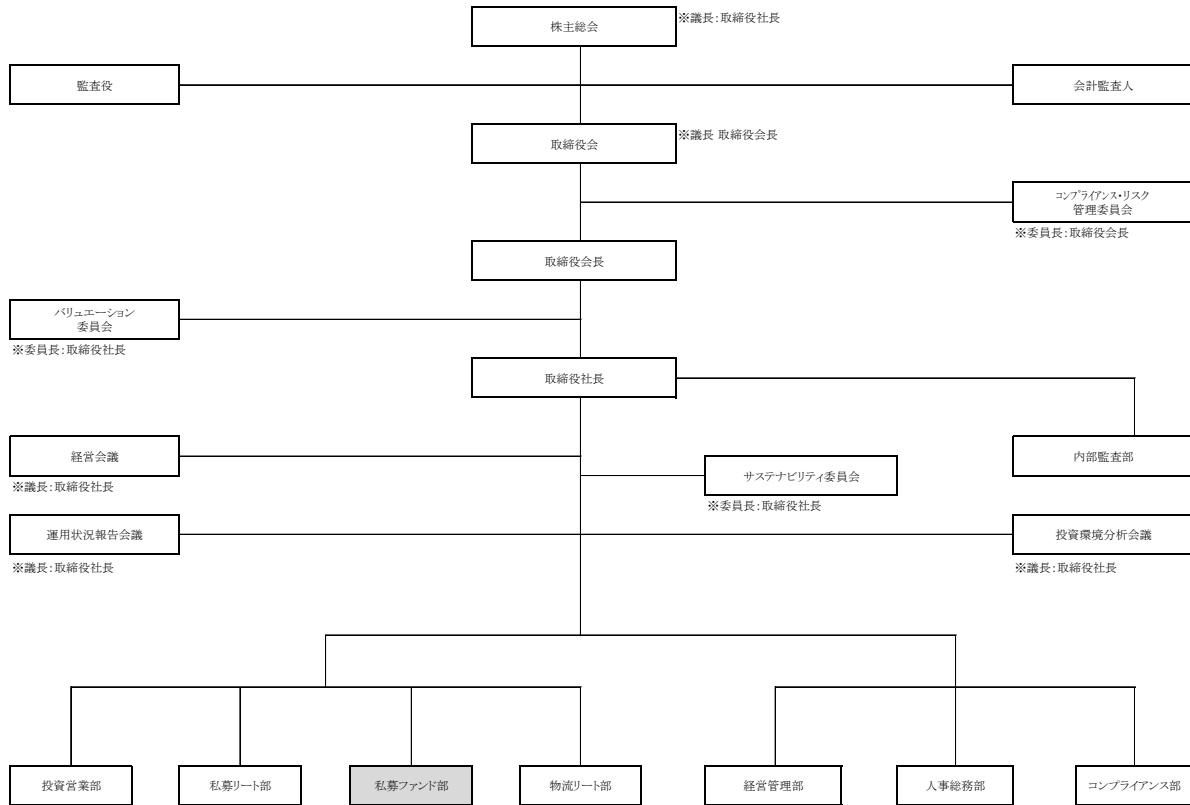 株主総会
※議長：取締役社長
監査役
会計監査人
取締役会
※議長 取締役会長
コンプライアンス・リスク
管理委員会
※委員長：取締役会長
取締役会長
バリュエーション
委員会
※委員長：取締役社長
取締役社長
経営会議
※議長：取締役社長
内部監査部
サステナビリティ委員会
※委員長：取締役社長
運用状況報告会議
※議長：取締役社長
投資環境分析会議
※議長：取締役社長
投資営業部
私募リート部
私募ファンド部
物流リート部
経営管理部
人事総務部
コンプライアンス部